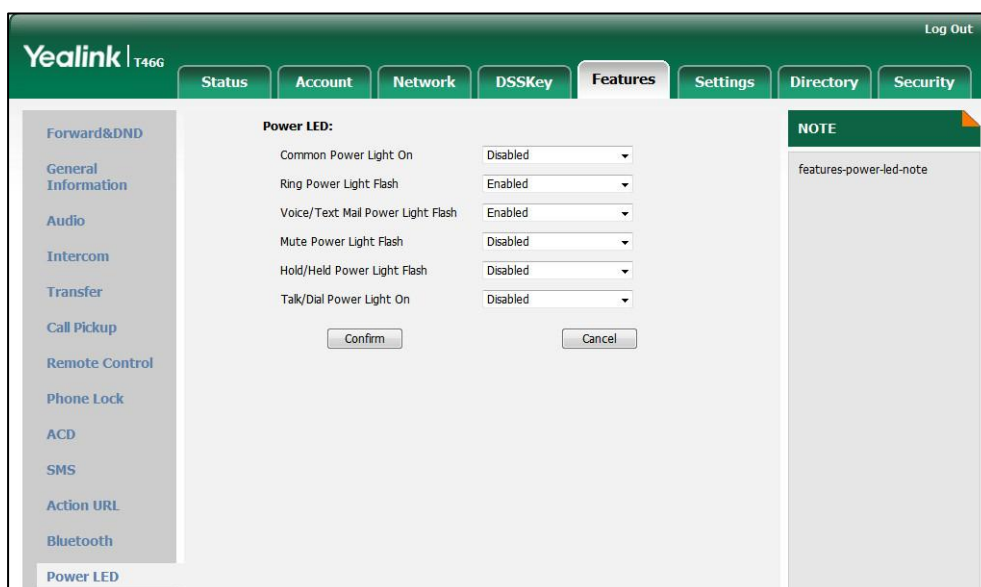 Log Out
Yealink | T46G
Status Account Network DSSKey Features Settings Directory Security
Forward&DND
General
Information
Audio
Intercom
Transfer
Call Pickup
Remote Control
Phone Lock
ACD
SMS
Action URL
Bluetooth
Power LED
Power LED:
Common Power Light On Disabled
Ring Power Light Flash Enabled
Voice/Text Mail Power Light Flash Enabled
Mute Power Light Flash Disabled
Hold/Held Power Light Flash Disabled
Talk/Dial Power Light On Disabled
Confirm Cancel
NOTE
features-power-led-note